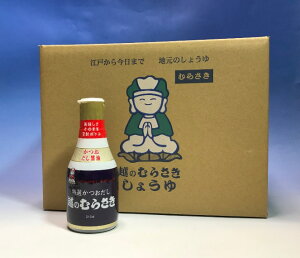 江戸から今日まで　地元のしょうゆ
むらさき
越のむらさき
しょうゆ
かつお
だし醤油
特選かつおだし
越のむらさき